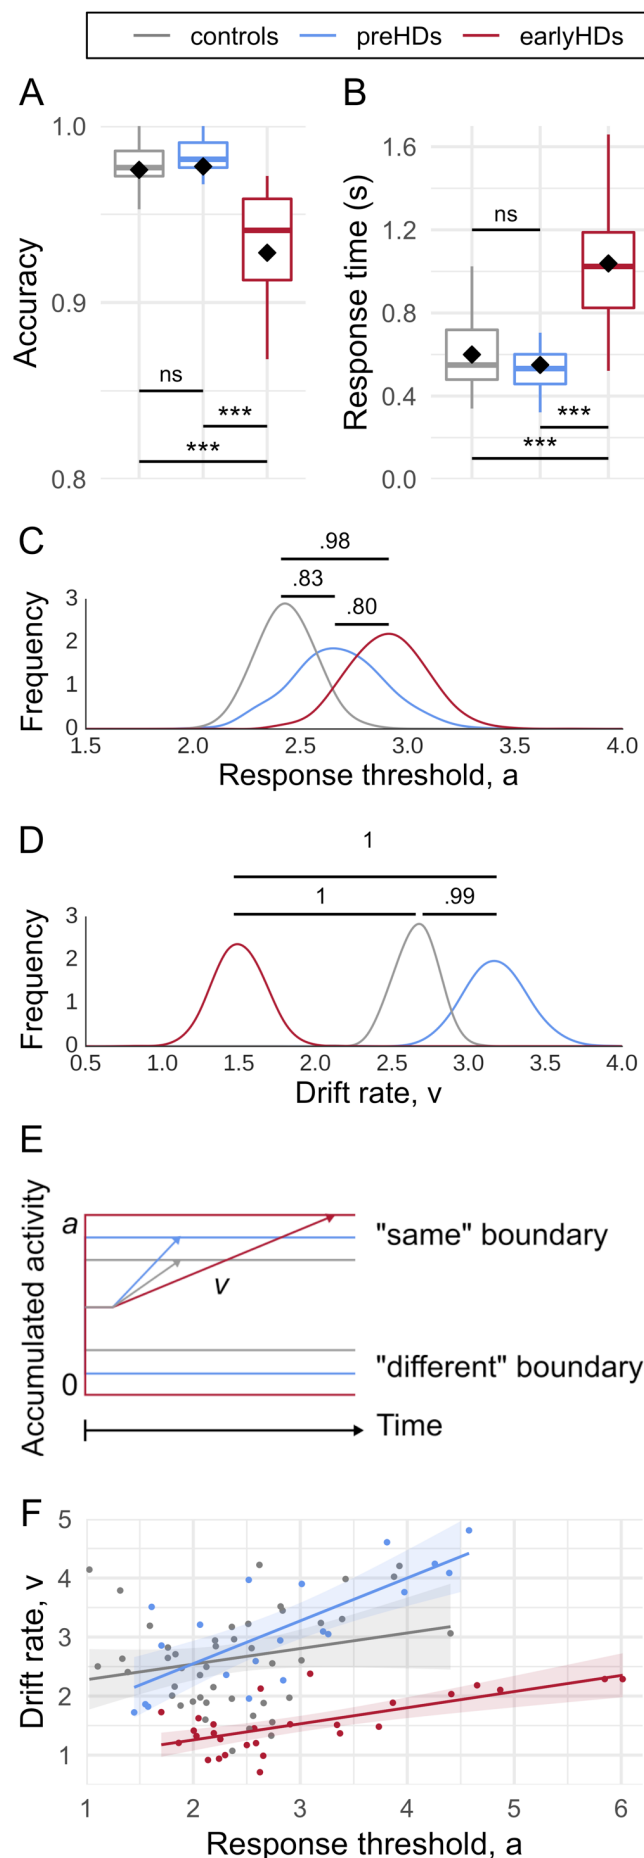 controls preHDs earlyHDs
A B
Accuracy
1.0
0.9
0.8
ns
***
***
Response time (s)
1.6
1.2
0.8
0.4
0.0
ns
***
***
C
.98
.83
.80
Frequency
3
2
1
0
1.5 2.0 2.5 3.0 3.5 4.0
Response threshold, a
D
1
1 .99
Frequency
3
2
1
0
0.5 1.0 1.5 2.0 2.5 3.0 3.5 4.0
Drift rate, v
E
Accumulated activity
a
"same" boundary
v
0
"different" boundary
Time
F
Drift rate, v
5
4
3
2
1
1 2 3 4 5 6
Response threshold, a